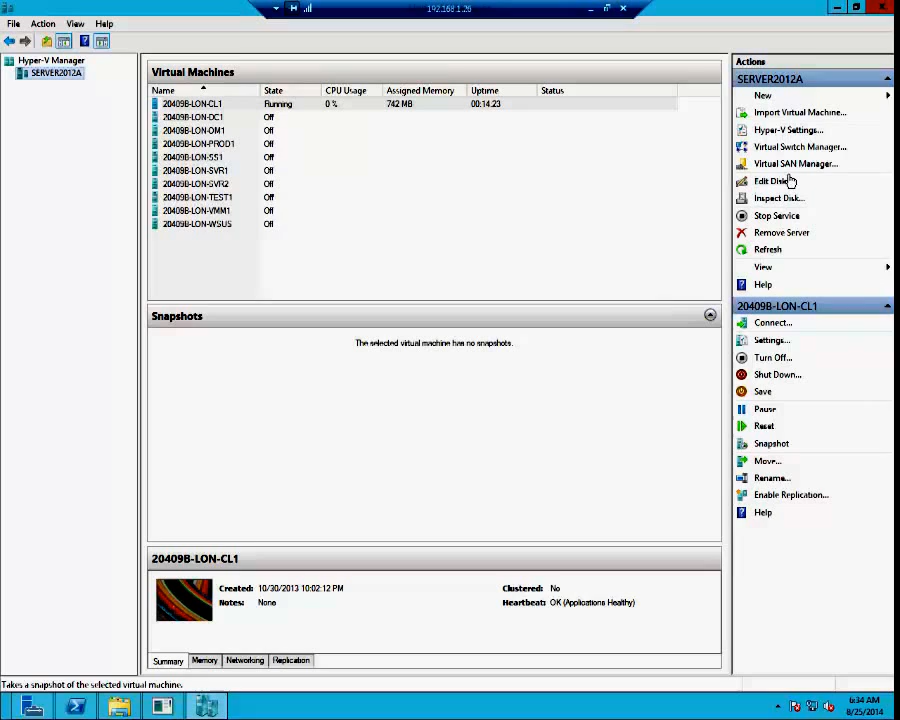 192.168.1.26
File Action View Help
Hyper-V Manager
SERVER2012A
Virtual Machines
Name State CPU Usage Assigned Memory Uptime Status
20409B-LON-CL1 Running 0 % 742 MB 00:14:23
20409B-LON-DC1 Off
20409B-LON-OM1 Off
20409B-LON-PROD1 Off
20409B-LON-SS1 Off
20409B-LON-SVR1 Off
20409B-LON-SVR2 Off
20409B-LON-TEST1 Off
20409B-LON-VMM1 Off
20409B-LON-WSUS Off
Snapshots
The selected virtual machine has no snapshots.
20409B-LON-CL1
Created: 10/30/2013 10:02:12 PM Clustered: No
Notes: None Heartbeat: OK (Applications Healthy)
Summary Memory Networking Replication
Actions
SERVER2012A
New
Import Virtual Machine...
Hyper-V Settings...
Virtual Switch Manager...
Virtual SAN Manager...
Edit Disk
Inspect Disk...
Stop Service
Remove Server
Refresh
View
Help
20409B-LON-CL1
Connect...
Settings...
Turn Off...
Shut Down...
Save
Pause
Reset
Snapshot
Move...
Rename...
Enable Replication...
Help
Takes a snapshot of the selected virtual machine.
6:34 AM
8/25/2014